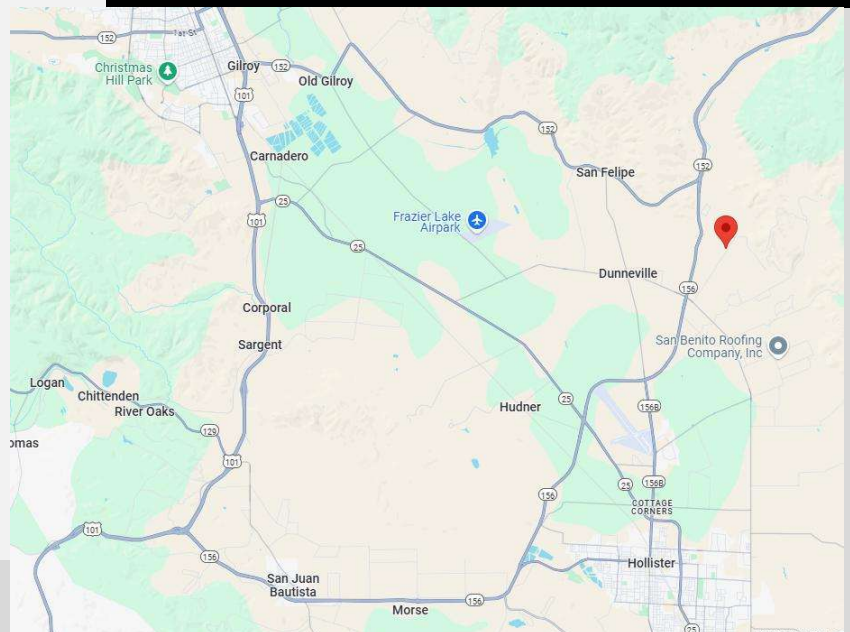 152
1st St
Christmas
Hill Park
Gilroy
152
Old Gilroy
101
152
Carnadero
San Felipe
152
25
101
Frazier Lake
Airpark
25
Dunneville
156
Corporal
Sargent
San Benito Roofing
Company, Inc
Logan
Chittenden
River Oaks
25
Hudner
156B
129
omas
101
156
25
156B
COTTAGE
CORNERS
101
156
Hollister
San Juan
Bautista
156
Morse
25